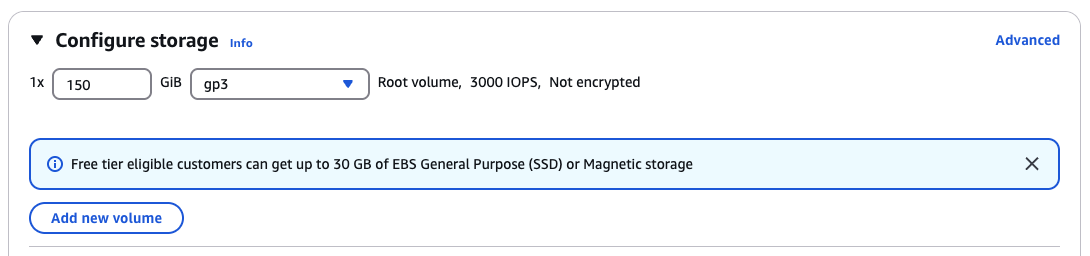 Configure storage Info Advanced
1x 150 GiB gp3 Root volume, 3000 IOPS, Not encrypted
Free tier eligible customers can get up to 30 GB of EBS General Purpose (SSD) or Magnetic storage
Add new volume